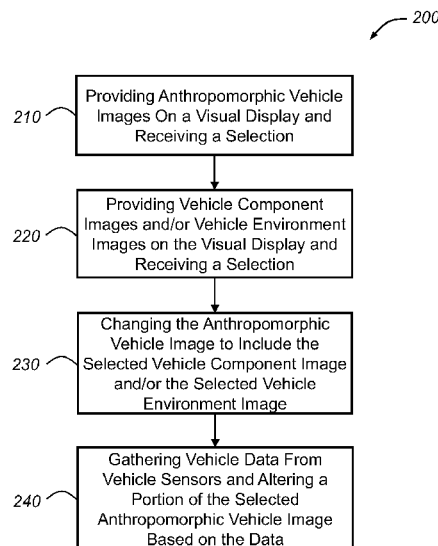 200
210
Providing Anthropomorphic Vehicle
Images On a Visual Display and
Receiving a Selection
220
Providing Vehicle Component
Images and/or Vehicle Environment
Images on the Visual Display and
Receiving a Selection
230
Changing the Anthropomorphic
Vehicle Image to Include the
Selected Vehicle Component Image
and/or the Selected Vehicle
Environment Image
240
Gathering Vehicle Data From
Vehicle Sensors and Altering a
Portion of the Selected
Anthropomorphic Vehicle Image
Based on the Data